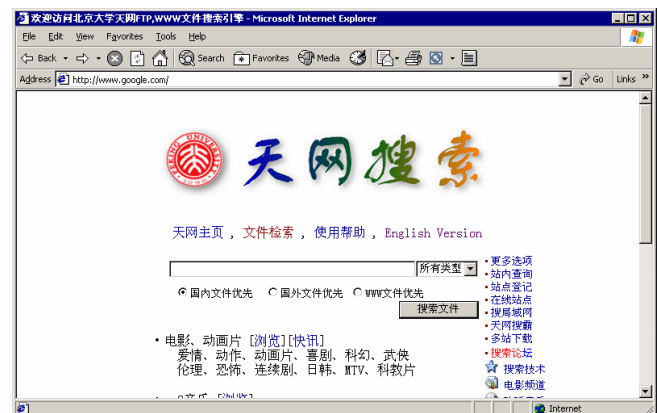 欢迎访问北京大学天网FTP,WWW文件搜索引擎 - Microsoft Internet Explorer
File Edit View Favorites Tools Help
Back Search Favorites Media
Address http://www.google.com/ Go Links »
PEKING UNIVERSITY
天网搜索
天网主页 , 文件检索 , 使用帮助 , English Version
所有类型
国内文件优先 国外文件优先 WWW文件优先
搜索文件
• 电影、动画片 [浏览][快讯]
爱情、动作、动画片、喜剧、科幻、武侠
伦理、恐怖、连续剧、日韩、MTV、科教片
• 更多选项
• 站内查询
• 站点登记
• 在线站点
• 搜局域网
• 天网搜霸
• 多站下载
• 搜索论坛
搜索技术
电影频道
Internet